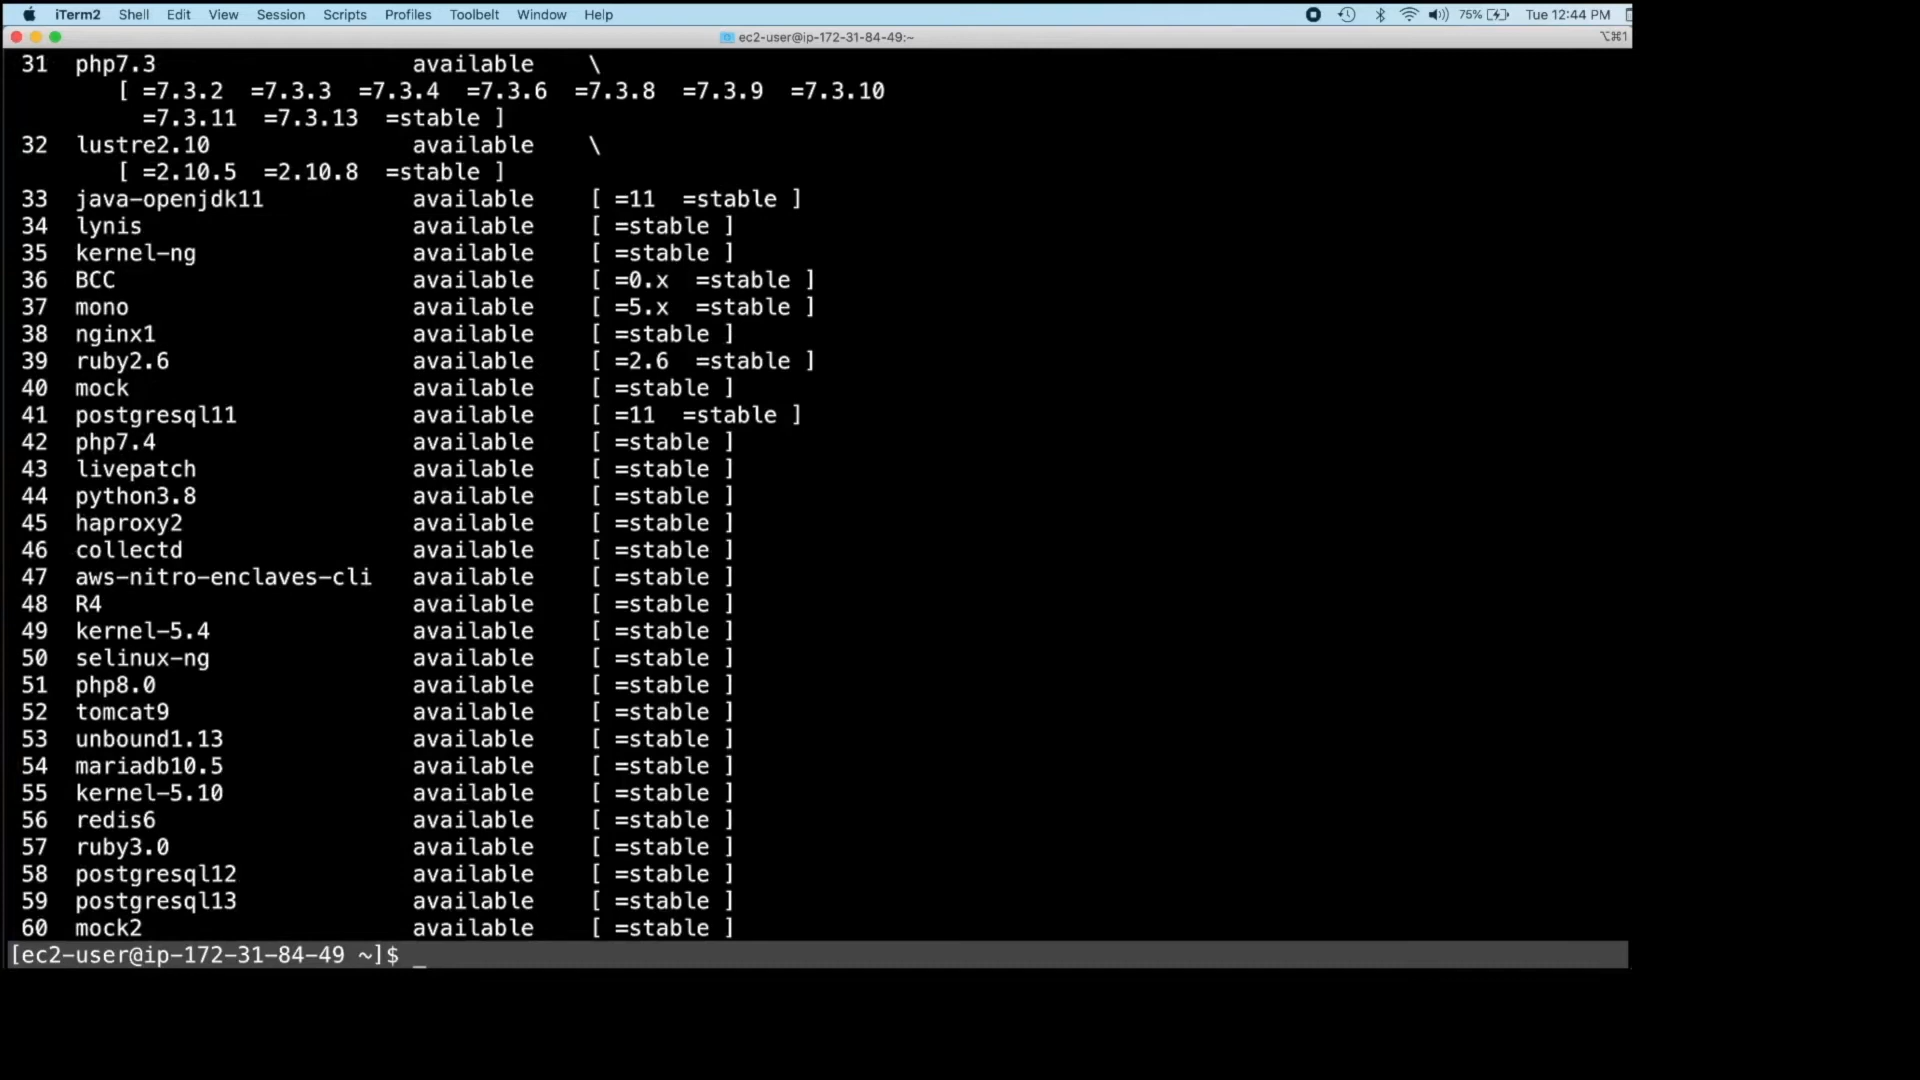 iTerm2 Shell Edit View Session Scripts Profiles Toolbelt Window Help 75% Tue 12:44 PM
ec2-user@ip-172-31-84-49:~ ⌥⌘1
31 php7.3 available \
[ =7.3.2 =7.3.3 =7.3.4 =7.3.6 =7.3.8 =7.3.9 =7.3.10
=7.3.11 =7.3.13 =stable ]
32 lustre2.10 available \
[ =2.10.5 =2.10.8 =stable ]
33 java-openjdk11 available [ =11 =stable ]
34 lynis available [ =stable ]
35 kernel-ng available [ =stable ]
36 BCC available [ =0.x =stable ]
37 mono available [ =5.x =stable ]
38 nginx1 available [ =stable ]
39 ruby2.6 available [ =2.6 =stable ]
40 mock available [ =stable ]
41 postgresql11 available [ =11 =stable ]
42 php7.4 available [ =stable ]
43 livepatch available [ =stable ]
44 python3.8 available [ =stable ]
45 haproxy2 available [ =stable ]
46 collectd available [ =stable ]
47 aws-nitro-enclaves-cli available [ =stable ]
48 R4 available [ =stable ]
49 kernel-5.4 available [ =stable ]
50 selinux-ng available [ =stable ]
51 php8.0 available [ =stable ]
52 tomcat9 available [ =stable ]
53 unbound1.13 available [ =stable ]
54 mariadb10.5 available [ =stable ]
55 kernel-5.10 available [ =stable ]
56 redis6 available [ =stable ]
57 ruby3.0 available [ =stable ]
58 postgresql12 available [ =stable ]
59 postgresql13 available [ =stable ]
60 mock2 available [ =stable ]
[ec2-user@ip-172-31-84-49 ~]$ _